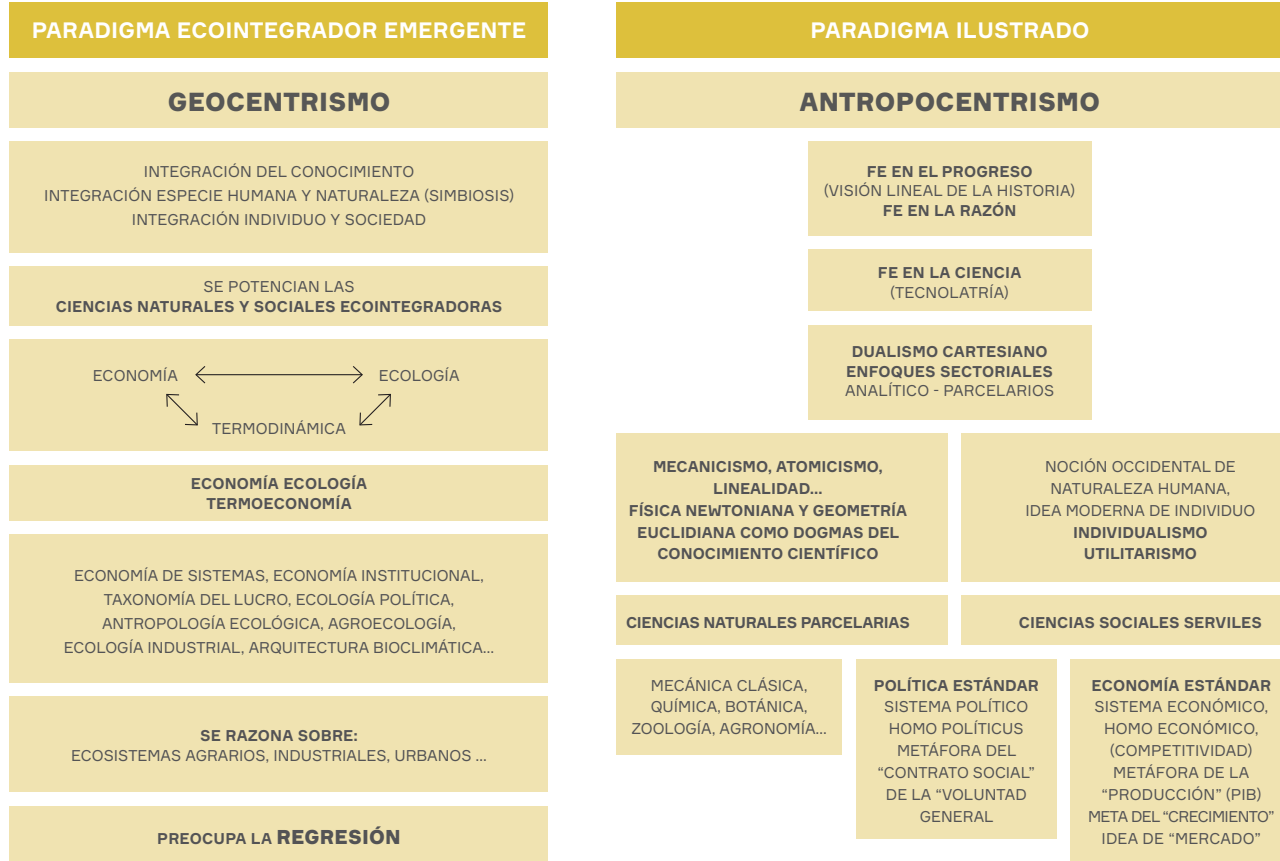 PARADIGMA ECOINTEGRADOR EMERGENTE
GEOCENTRISMO
INTEGRACIÓN DEL CONOCIMIENTO
INTEGRACIÓN ESPECIE HUMANA Y NATURALEZA (SIMBIOSIS)
INTEGRACIÓN INDIVIDUO Y SOCIEDAD
SE POTENCIAN LAS
CIENCIAS NATURALES Y SOCIALES ECOINTEGRADORAS
ECONOMÍA
ECOLOGÍA
TERMODINÁMICA
ECONOMÍA ECOLOGÍA
TERMOECONOMÍA
ECONOMÍA DE SISTEMAS, ECONOMÍA INSTITUCIONAL,
TAXONOMÍA DEL LUCRO, ECOLOGÍA POLÍTICA,
ANTROPOLOGÍA ECOLÓGICA, AGROECOLOGÍA,
ECOLOGÍA INDUSTRIAL, ARQUITECTURA BIOCLIMÁTICA...
SE RAZONA SOBRE:
ECOSISTEMAS AGRARIOS, INDUSTRIALES, URBANOS ...
PREOCUPA LA REGRESIÓN
PARADIGMA ILUSTRADO
ANTROPOCENTRISMO
FE EN EL PROGRESO
(VISIÓN LINEAL DE LA HISTORIA)
FE EN LA RAZÓN
FE EN LA CIENCIA
(TECNOLATRÍA)
DUALISMO CARTESIANO
ENFOQUES SECTORIALES
ANALÍTICO - PARCELARIOS
MECANICISMO, ATOMICISMO,
LINEALIDAD...
FÍSICA NEWTONIANA Y GEOMETRÍA
EUCLIDIANA COMO DOGMAS DEL
CONOCIMIENTO CIENTÍFICO
NOCIÓN OCCIDENTAL DE
NATURALEZA HUMANA,
IDEA MODERNA DE INDIVIDUO
INDIVIDUALISMO
UTILITARISMO
CIENCIAS NATURALES PARCELARIAS
CIENCIAS SOCIALES SERVILES
MECÁNICA CLÁSICA,
QUÍMICA, BOTÁNICA,
ZOOLOGÍA, AGRONOMÍA...
POLÍTICA ESTÁNDAR
SISTEMA POLÍTICO
HOMO POLÍTICUS
METÁFORA DEL
“CONTRATO SOCIAL”
DE LA “VOLUNTAD
GENERAL
ECONOMÍA ESTÁNDAR
SISTEMA ECONÓMICO,
HOMO ECONÓMICO,
(COMPETITIVIDAD)
METÁFORA DE LA
“PRODUCCIÓN” (PIB)
META DEL “CRECIMIENTO”
IDEA DE “MERCADO”